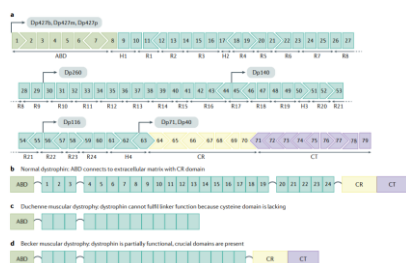 a
Dp427b, Dp427m, Dp427p
1 2 3 4 5 6 7 8 9 10 11 12 13 14 15 16 17 18 19 20 21 22 23 24 25 26 27
ABD H1 R1 R2 R3 H2 R4 R5 R6 R7 R8
Dp260 Dp140
28 29 30 31 32 33 34 35 36 37 38 39 40 41 42 43 44 45 46 47 48 49 50 51 52 53
R8 R9 R10 R11 R12 R13 R14 R15 R16 R17 R18 R19 H3 R20 R21
Dp116 Dp71, Dp40
54 55 56 57 58 59 60 61 62 63 64 65 66 67 68 69 70 71 72 73 74 75 76 77 78 79
R21 R22 R23 R24 H4 CR CT
b Normal dystrophin: ABD connects to extracellular matrix with CR domain
ABD 1 2 3 4 5 6 7 8 9 10 11 12 13 14 15 16 17 18 19 20 21 22 23 24 CR CT
c Duchenne muscular dystrophy: dystrophin cannot fulfil linker function because cysteine domain is lacking
ABD
d Becker muscular dystrophy: dystrophin is partially functional, crucial domains are present
ABD CR CT